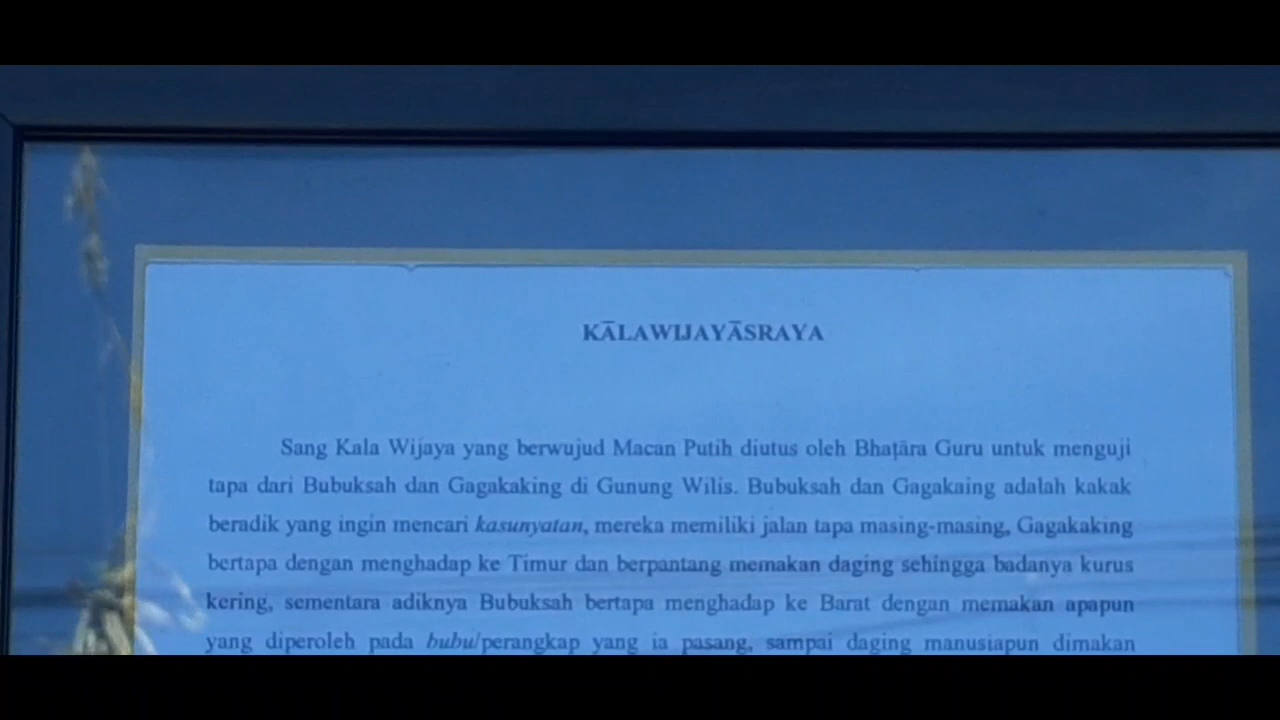 KĀLAWIJAYĀSRAYA
Sang Kala Wijaya yang berwujud Macan Putih diutus oleh Bhaṭāra Guru untuk menguji
tapa dari Bubuksah dan Gagakaking di Gunung Wilis. Bubuksah dan Gagakaing adalah kakak
beradik yang ingin mencari kasunyatan, mereka memiliki jalan tapa masing-masing, Gagakaking
bertapa dengan menghadap ke Timur dan berpantang memakan daging sehingga badanya kurus
kering, sementara adiknya Bubuksah bertapa menghadap ke Barat dengan memakan apapun
yang diperoleh pada bubu/perangkap yang ia pasang, sampai daging manusiapun dimakan